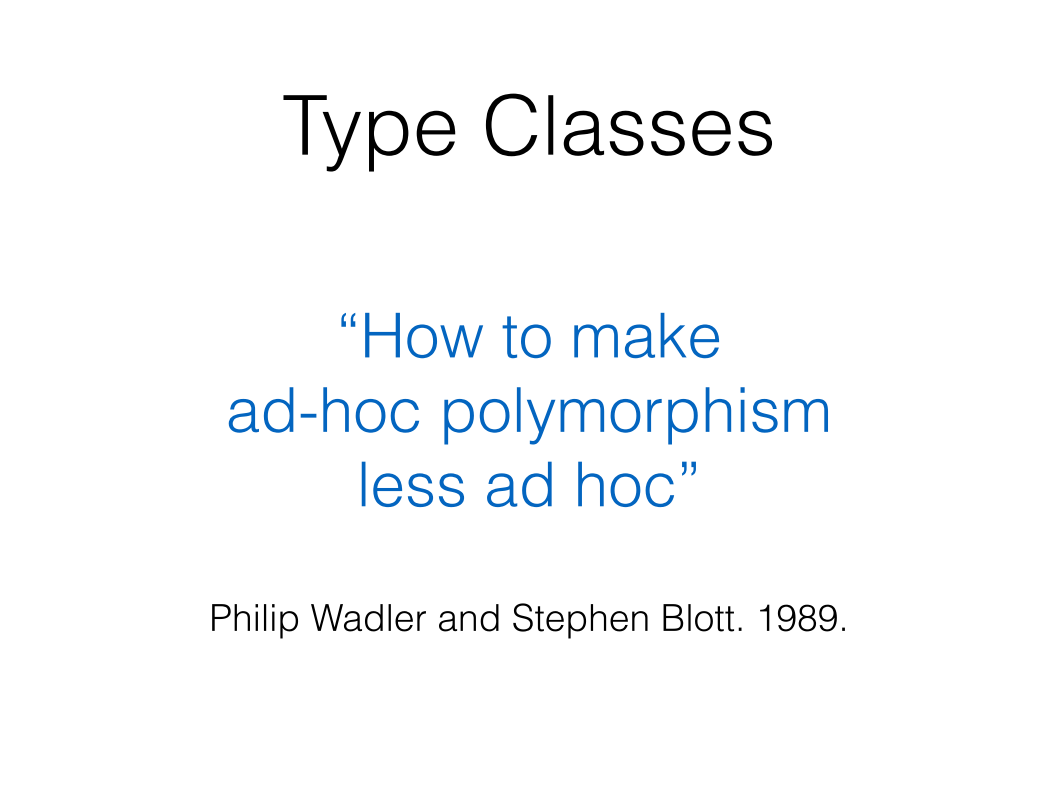 Type Classes
“How to make
ad-hoc polymorphism
less ad hoc”
Philip Wadler and Stephen Blott. 1989.